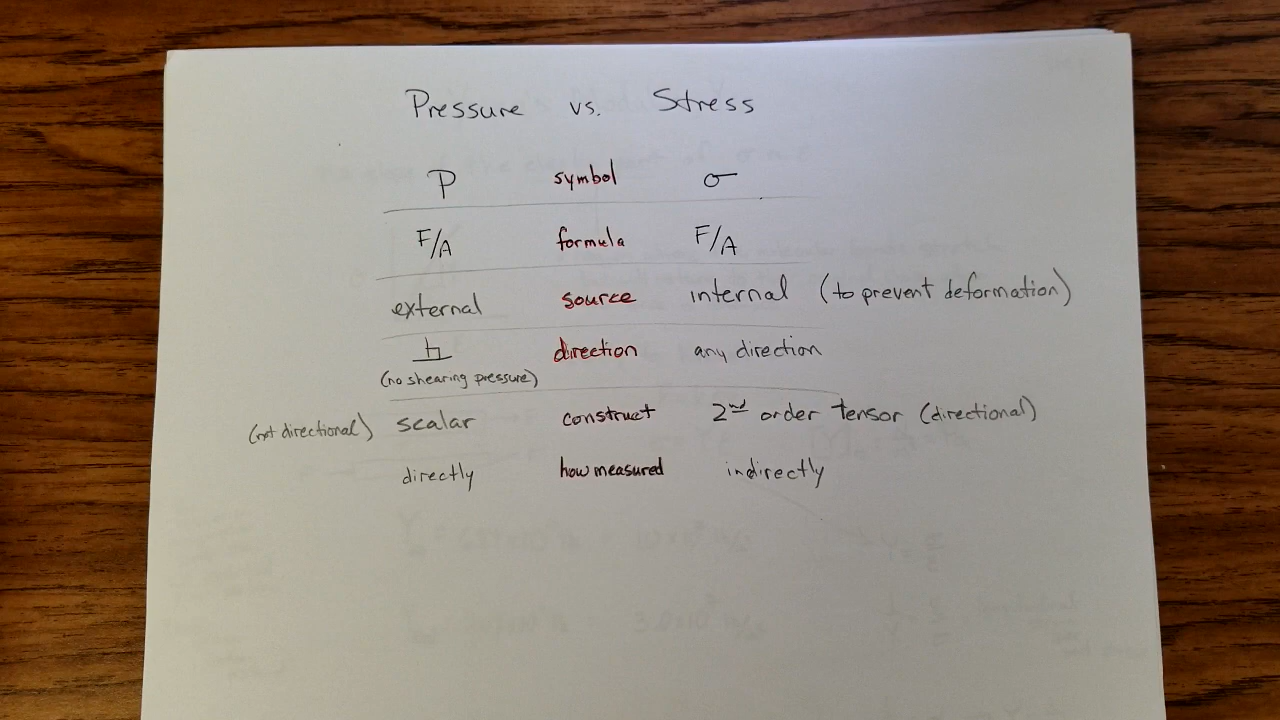 Pressure vs. Stress
P symbol σ
F/A formula F/A
external source internal (to prevent deformation)
direction any direction
(no shearing pressure)
(not directional) scalar construct 2nd order tensor (directional)
directly how measured indirectly